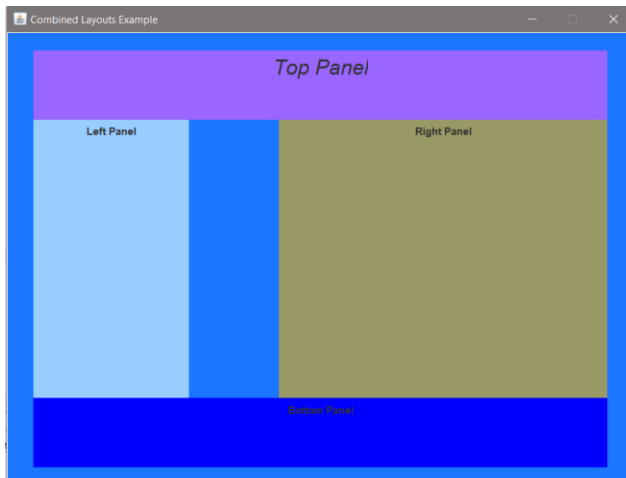 Combined Layouts Example
Top Panel
Left Panel
Right Panel
Bottom Panel